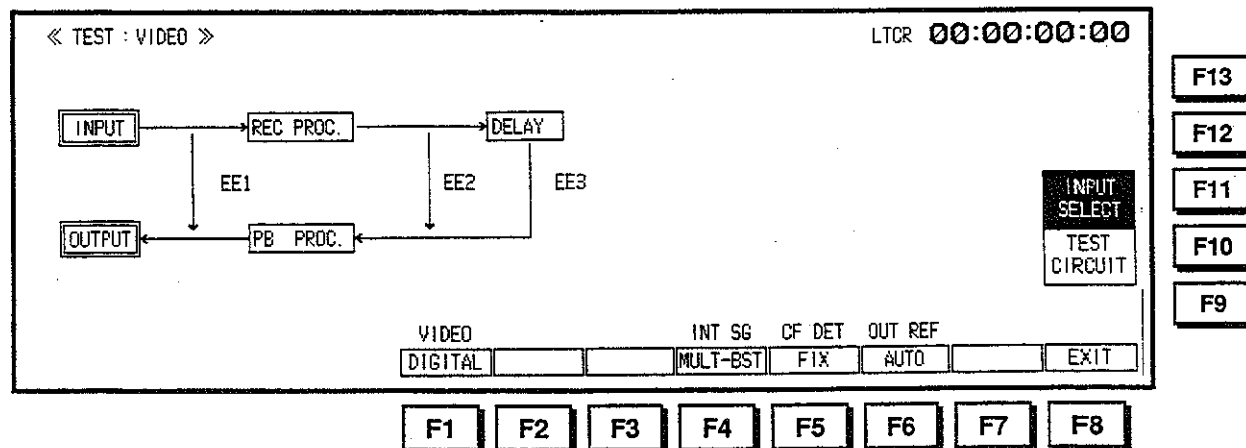 ≪ TEST : VIDEO ≫
LTCR 00:00:00:00
F13
INPUT
REC PROC.
DELAY
F12
EE1
EE2
EE3
INPUT
SELECT
F11
OUTPUT
PB PROC.
TEST
CIRCUIT
F10
F9
VIDEO
INT SG
CF DET
OUT REF
DIGITAL
MULT-BST
FIX
AUTO
EXIT
F1
F2
F3
F4
F5
F6
F7
F8